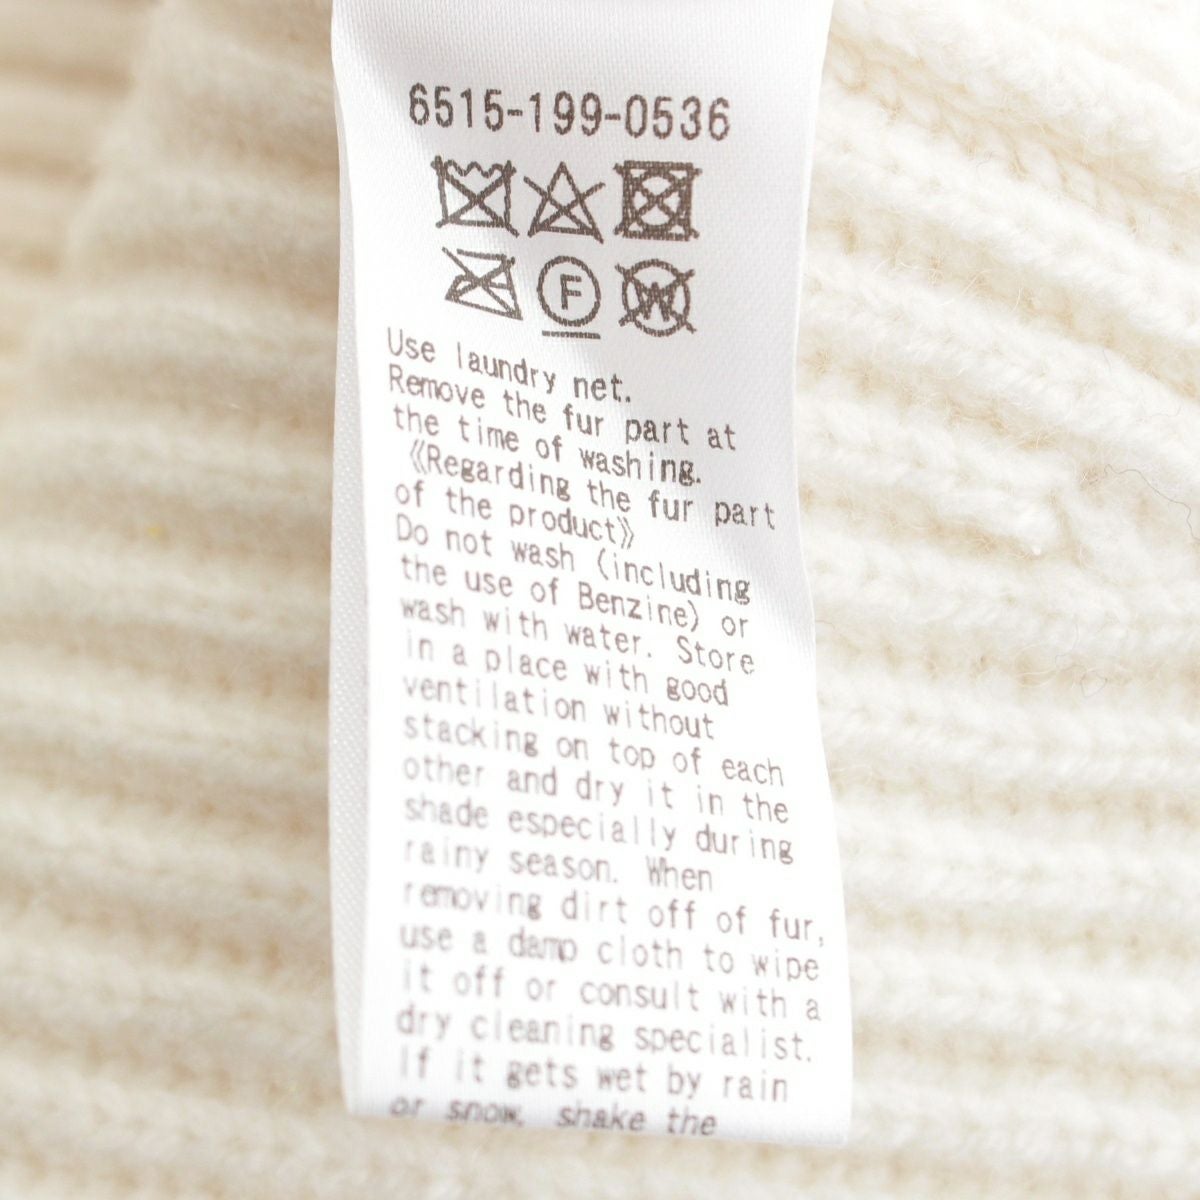 6515-199-0536
F W
Use laundry net.
Remove the fur part at
the time of washing.
《Regarding the fur part
of the product》
Do not wash (including
the use of Benzine) or
wash with water. Store
in a place with good
ventilation without
stacking on top of each
other and dry it in the
shade especially during
rainy season. When
removing dirt off of fur,
use a damp cloth to wipe
it off or consult with a
dry cleaning specialist.
If it gets wet by rain
or snow, shake the